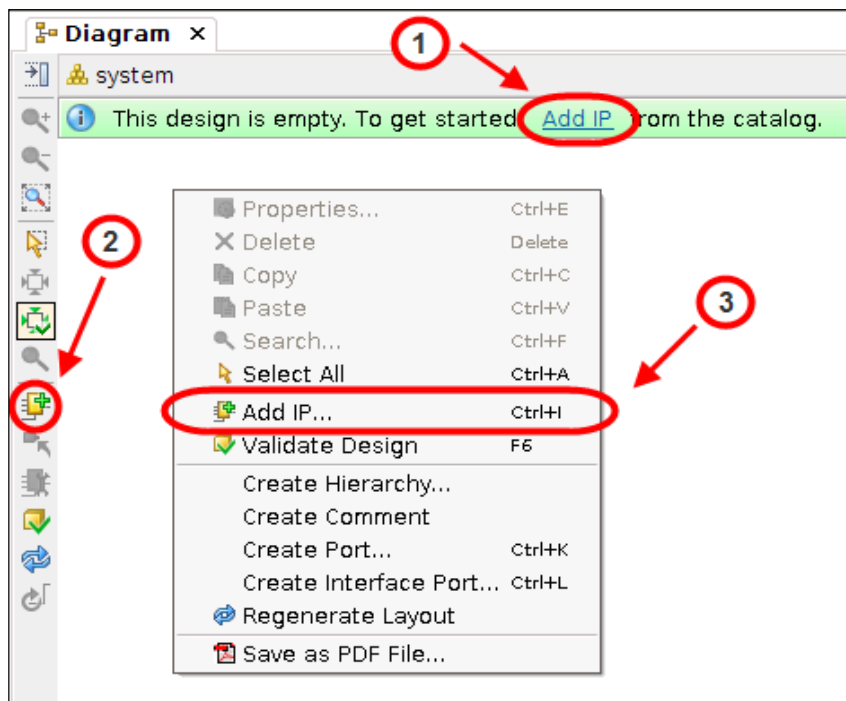 Diagram ×
1
system
This design is empty. To get started Add IP from the catalog.
Properties... Ctrl+E
2
Delete Delete
Copy Ctrl+C
Paste Ctrl+V
3
Search... Ctrl+F
Select All Ctrl+A
Add IP... Ctrl+I
Validate Design F6
Create Hierarchy...
Create Comment
Create Port... Ctrl+K
Create Interface Port... Ctrl+L
Regenerate Layout
Save as PDF File...